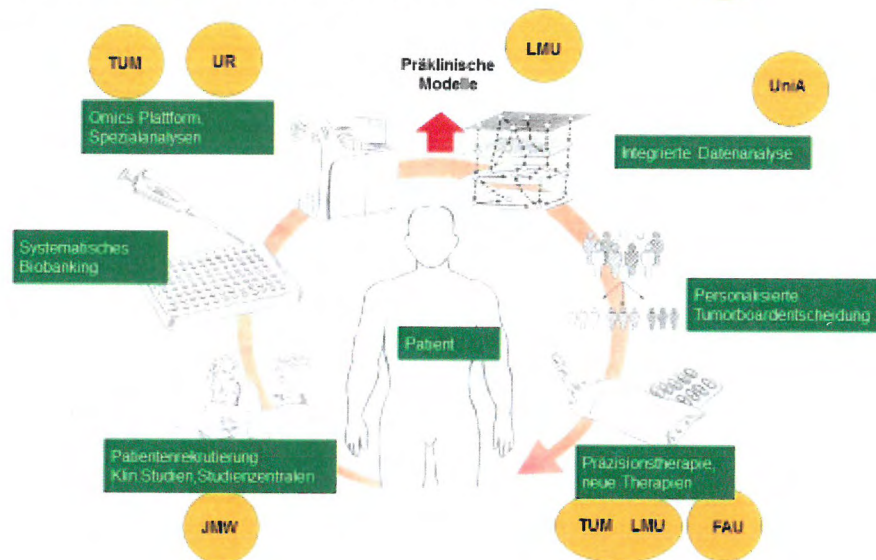 TUM
UR
LMU
Präklinische
Modelle
UniA
Omics Plattform,
Spezialanalysen
Integrierte Datenanalyse
Systematisches
Biobanking
Personalisierte
Tumorboardentscheidung
Patient
Patientenrekrutierung
Klin Studien,Studienzentralen
Präzisionstherapie,
neue Therapien
JMW
TUM LMU
FAU